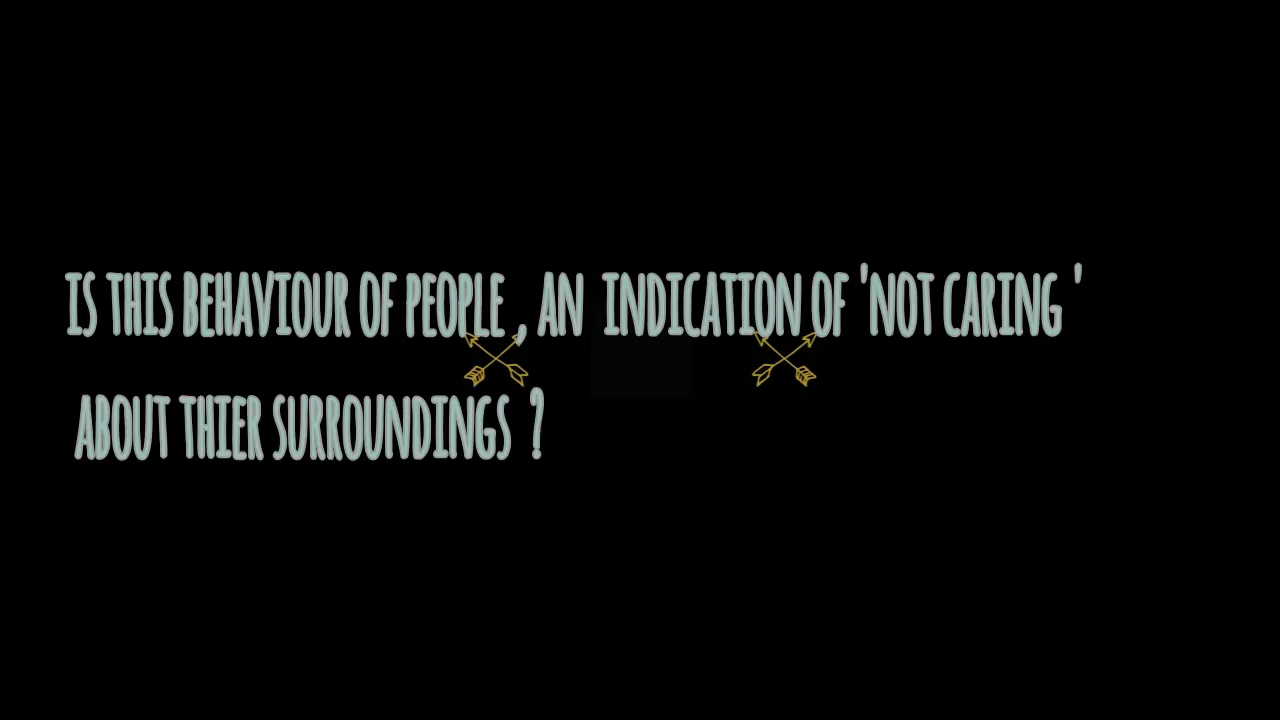 IS THIS BEHAVIOUR OF PEOPLE , AN INDICATION OF 'NOT CARING '
ABOUT THIER SURROUNDINGS ?